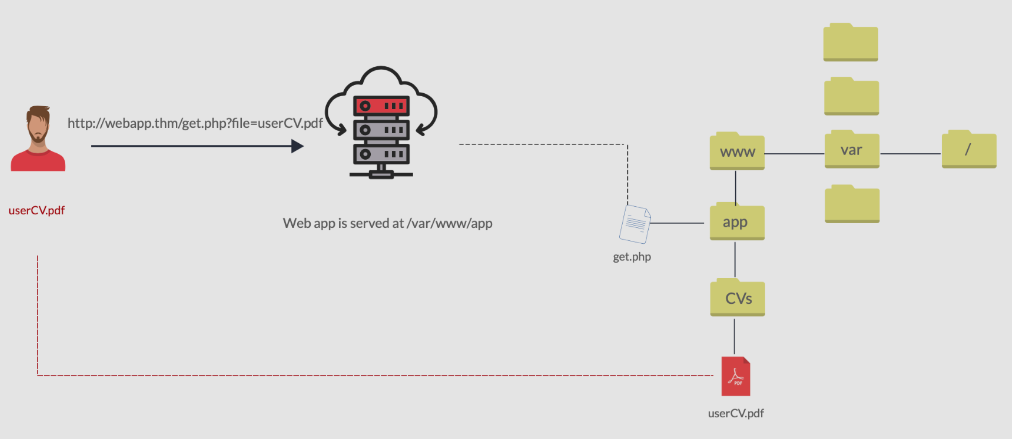 http://webapp.thm/get.php?file=userCV.pdf
userCV.pdf
Web app is served at /var/www/app
get.php
www
var
/
app
CVs
PDF
userCV.pdf